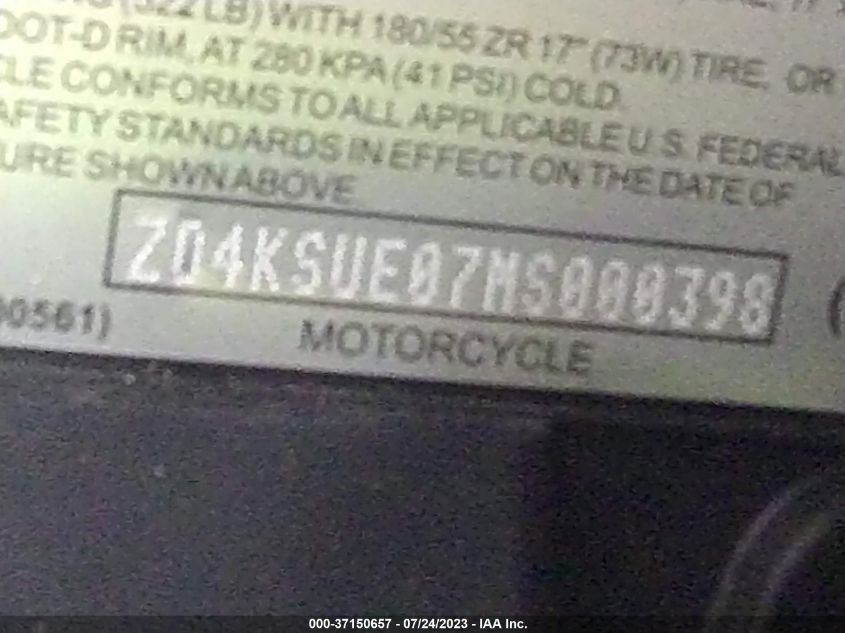 (322 LB) WITH 180/55 ZR 17" (73W) TIRE, OR
OOT-D RIM, AT 280 KPA (41 PSI) COLD.
CLE CONFORMS TO ALL APPLICABLE U.S. FEDERAL
AFETY STANDARDS IN EFFECT ON THE DATE OF
URE SHOWN ABOVE
ZD4KSUE07MS000398
00561)
MOTORCYCLE
000-37150657 - 07/24/2023 - IAA Inc.